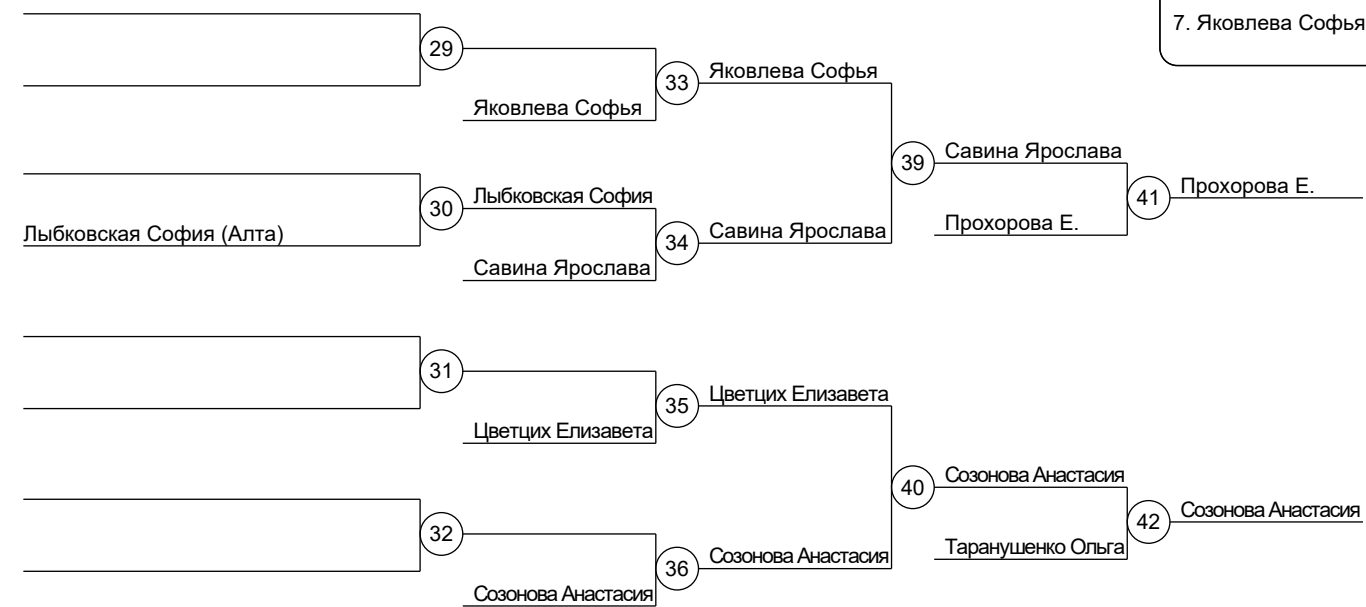 7. Яковлева Софья
29
33
Яковлева Софья
Яковлева Софья
39
Савина Ярослава
30
Лыбковская София
41
Прохорова Е.
Лыбковская София (Алта)
34
Савина Ярослава
Прохорова Е.
Савина Ярослава
31
35
Цветцих Елизавета
Цветцих Елизавета
40
Созонова Анастасия
42
Созонова Анастасия
32
Таранушенко Ольга
36
Созонова Анастасия
Созонова Анастасия